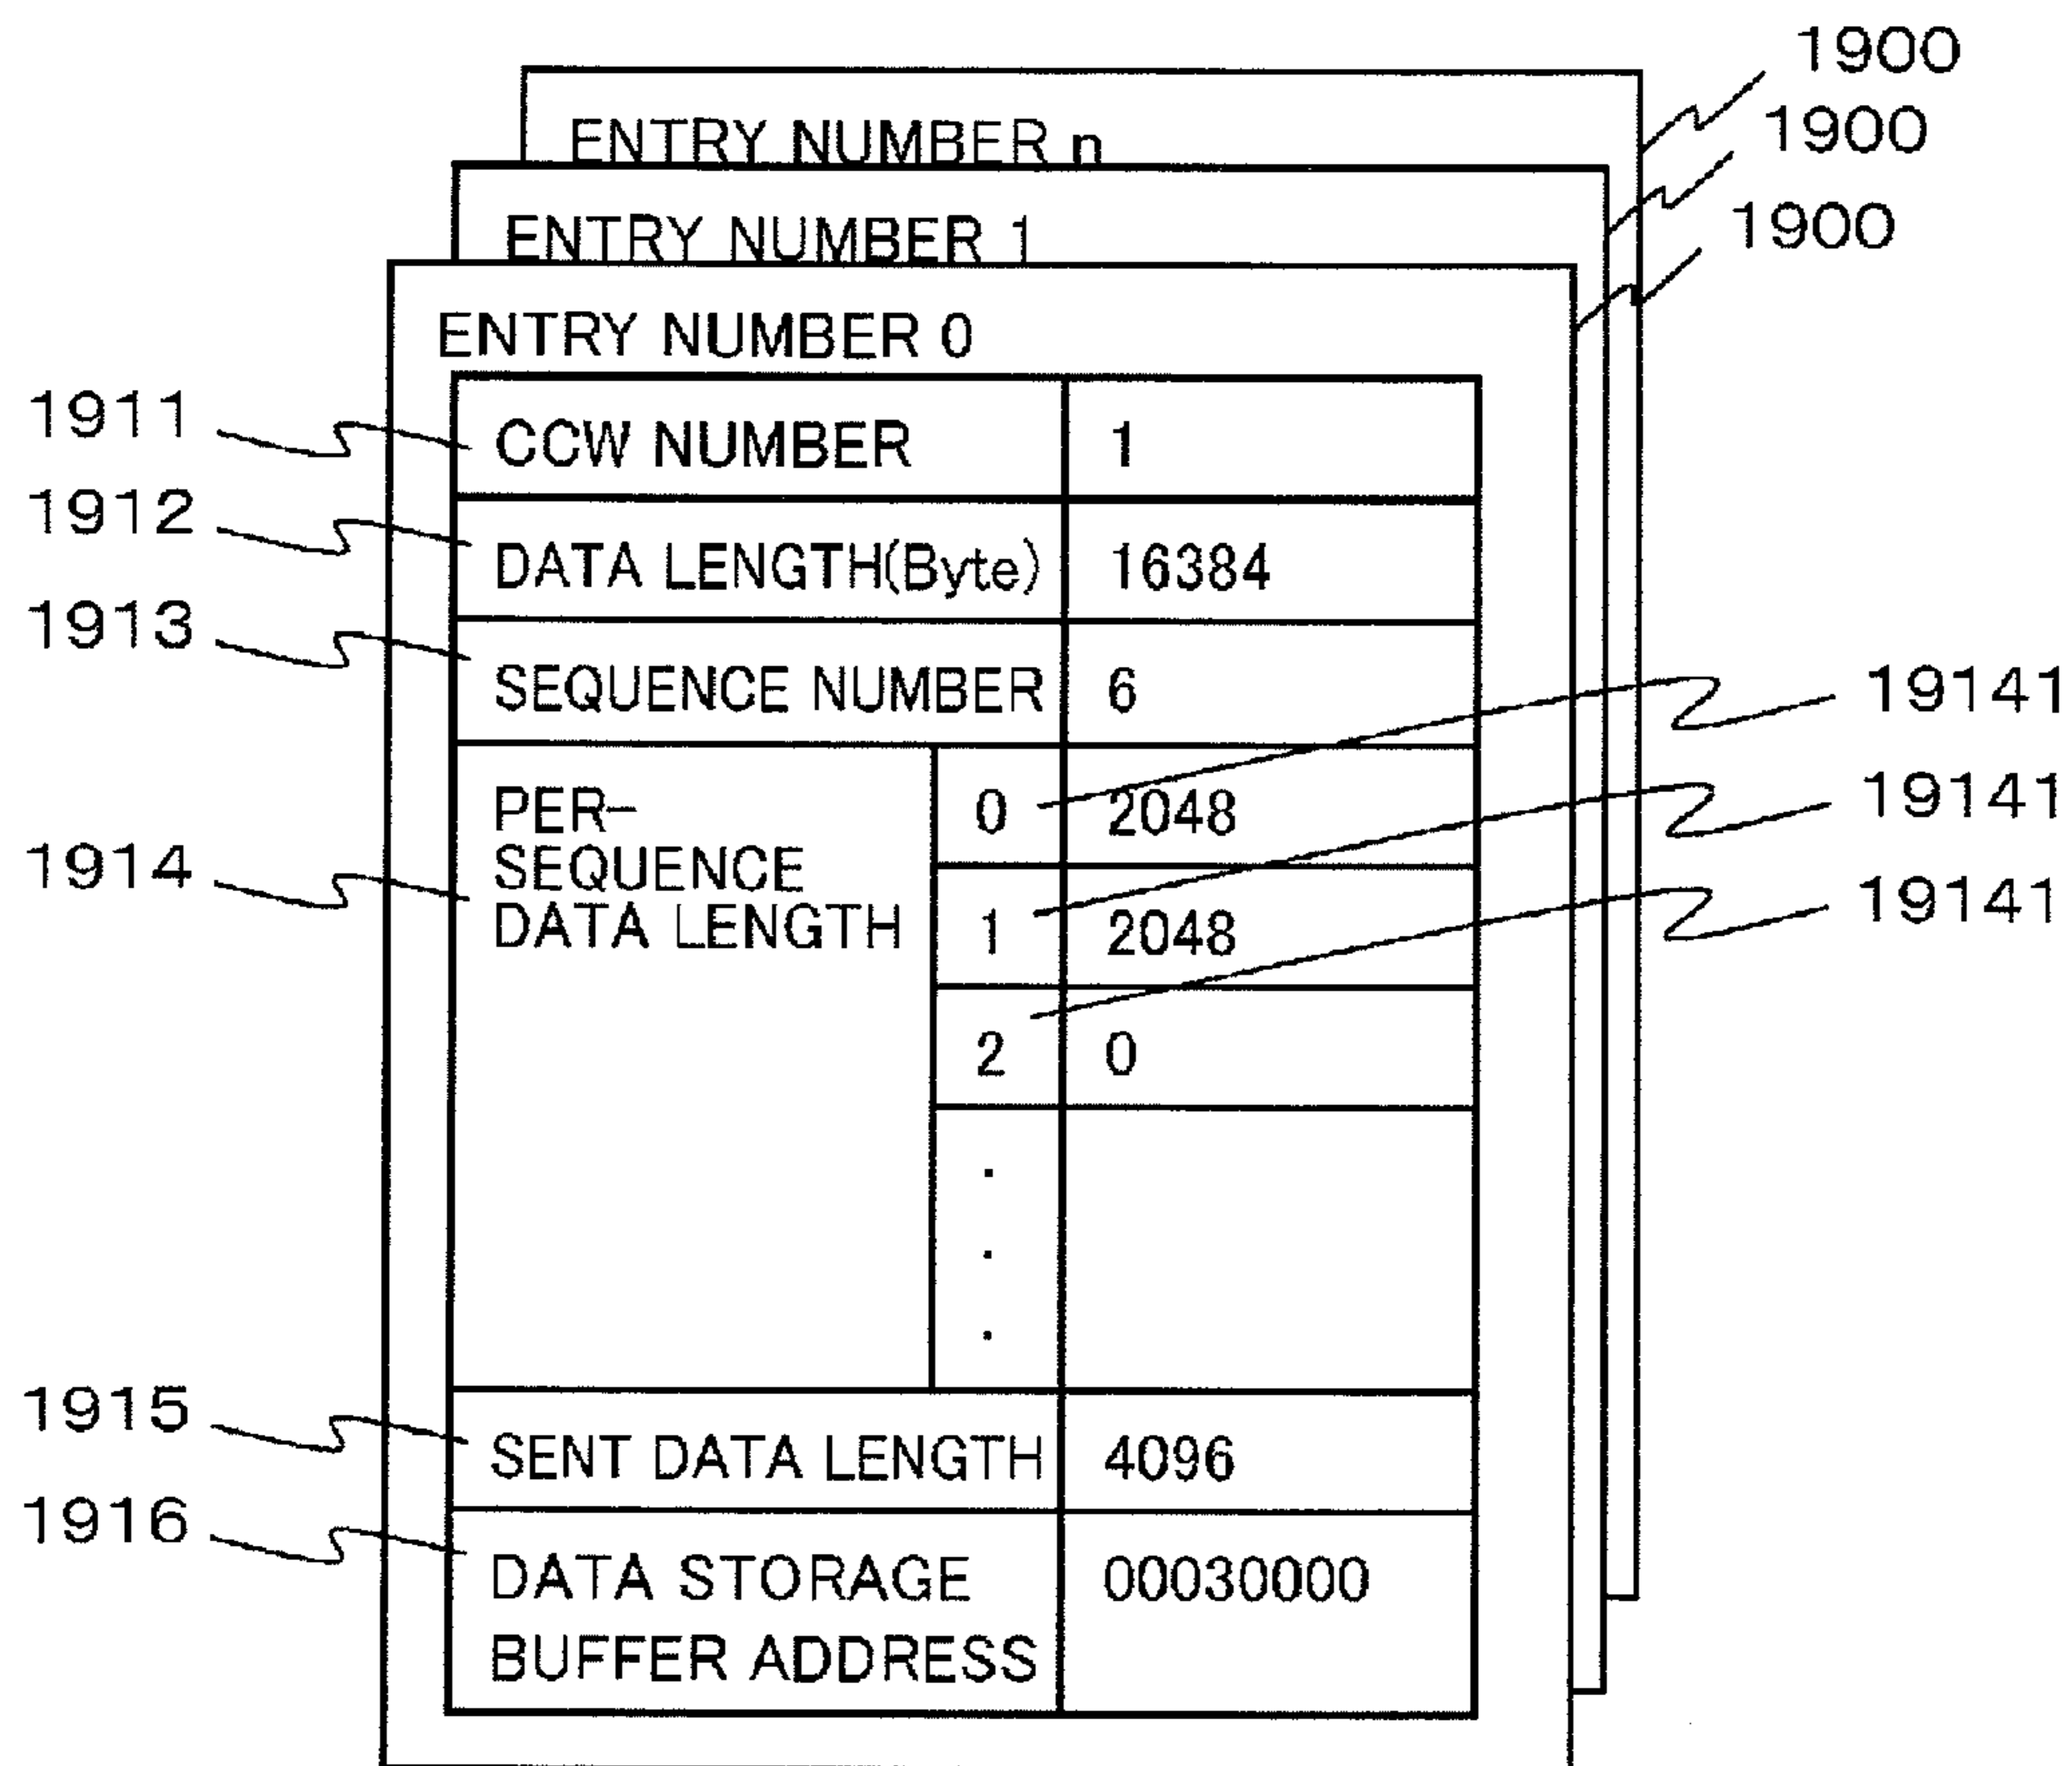 1900
ENTRY NUMBER n
1900
ENTRY NUMBER 1
1900
ENTRY NUMBER 0
1911
CCW NUMBER 1
1912
DATA LENGTH(Byte) 16384
1913
SEQUENCE NUMBER 6
19141
PER-
SEQUENCE
DATA LENGTH
0 2048
19141
1914
1 2048
19141
2 0
.
.
.
1915
SENT DATA LENGTH 4096
1916
DATA STORAGE 00030000
BUFFER ADDRESS